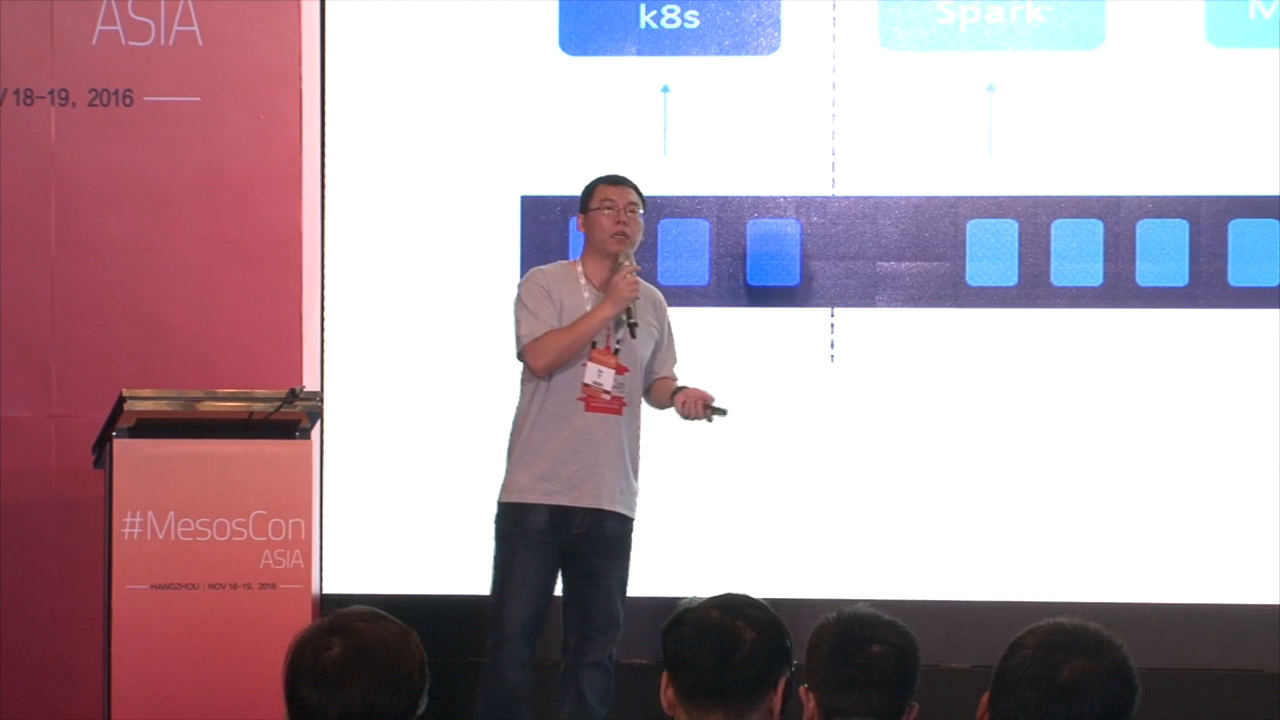 ASIA
18-19, 2016
k8s
Spark
M
#MesosCon
ASIA
HANGZHOU | NOV 18-19, 2016